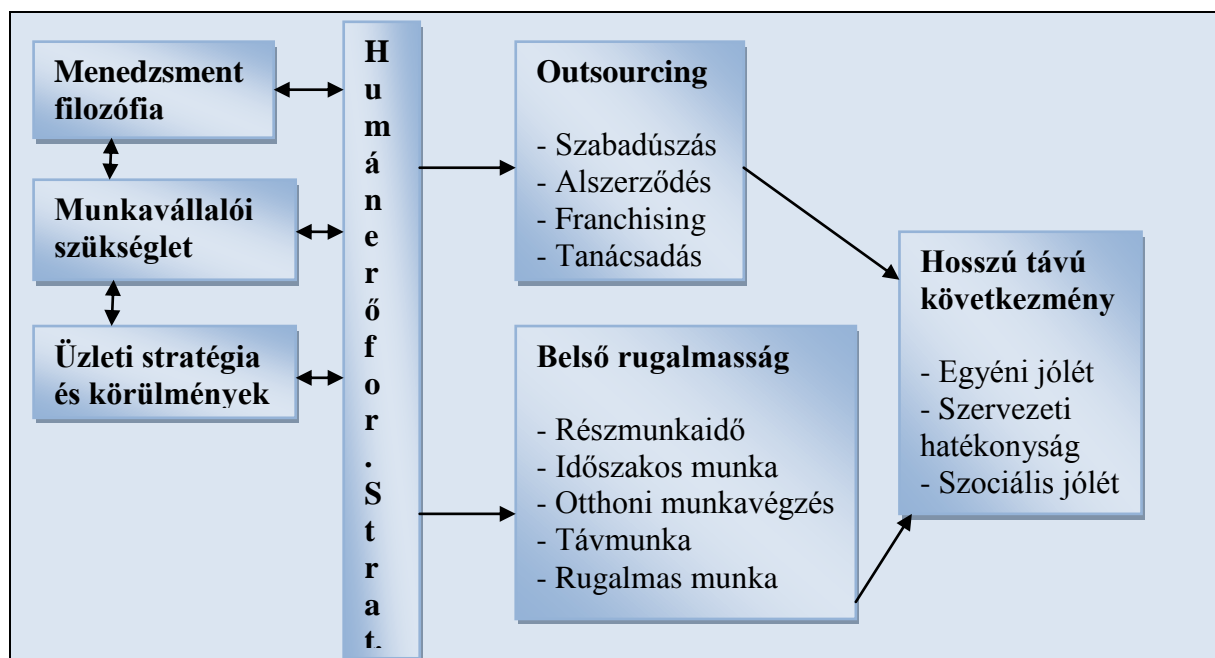 Menedzsment
filozófia
Munkavállalói
szükséglet
Üzleti stratégia
és körülmények
H
u
m
á
n
e
r
ő
f
o
r
.
S
t
r
a
t.
Outsourcing
- Szabadúszás
- Alszerződés
- Franchising
- Tanácsadás
Belső rugalmasság
- Részmunkaidő
- Időszakos munka
- Otthoni munkavégzés
- Távmunka
- Rugalmas munka
Hosszú távú
következmény
- Egyéni jólét
- Szervezeti
hatékonyság
- Szociális jólét